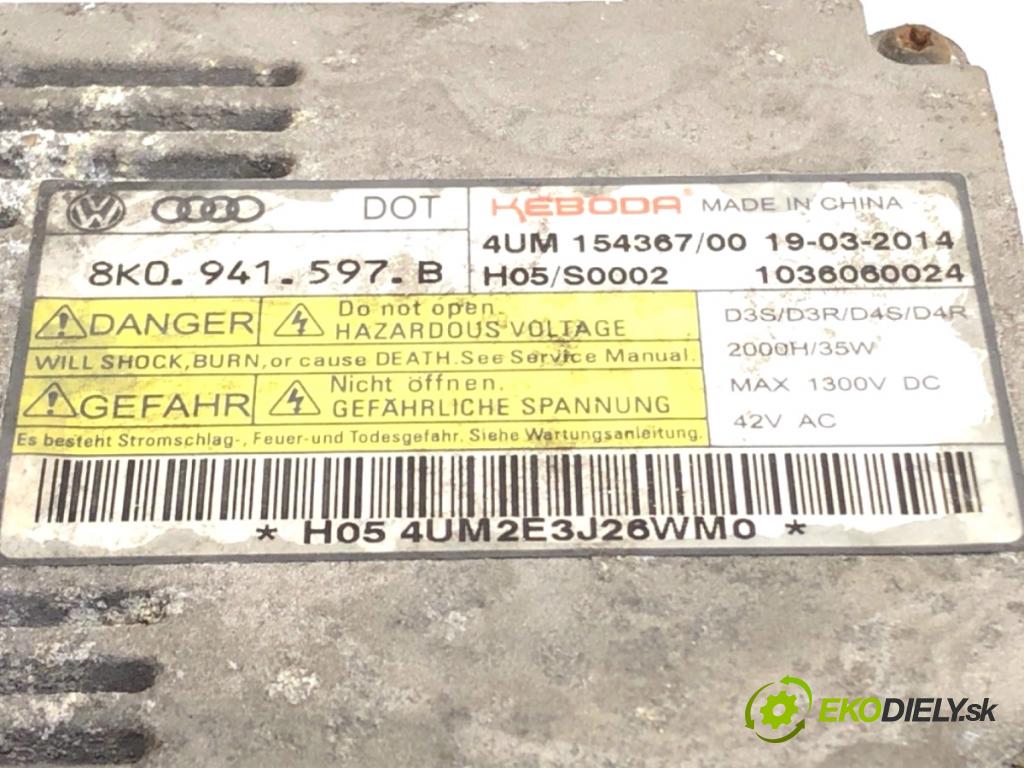 DOT KEBODA MADE IN CHINA
8K0.941.597.B
4UM 154367/00 19-03-2014
H05/S0002 1036060024
DANGER
Do not open.
HAZARDOUS VOLTAGE
WILL SHOCK, BURN, or cause DEATH. See Service Manual.
GEFAHR
Nicht öffnen.
GEFÄHRLICHE SPANNUNG
Es besteht Stromschlag-, Feuer-und Todesgefahr. Siehe Wartungsanleitung.
D3S/D3R/D4S/D4R
2000H/35W
MAX 1300V DC
42V AC
* H05 4UM2E3J26WM0 *
EKODIELY.sk